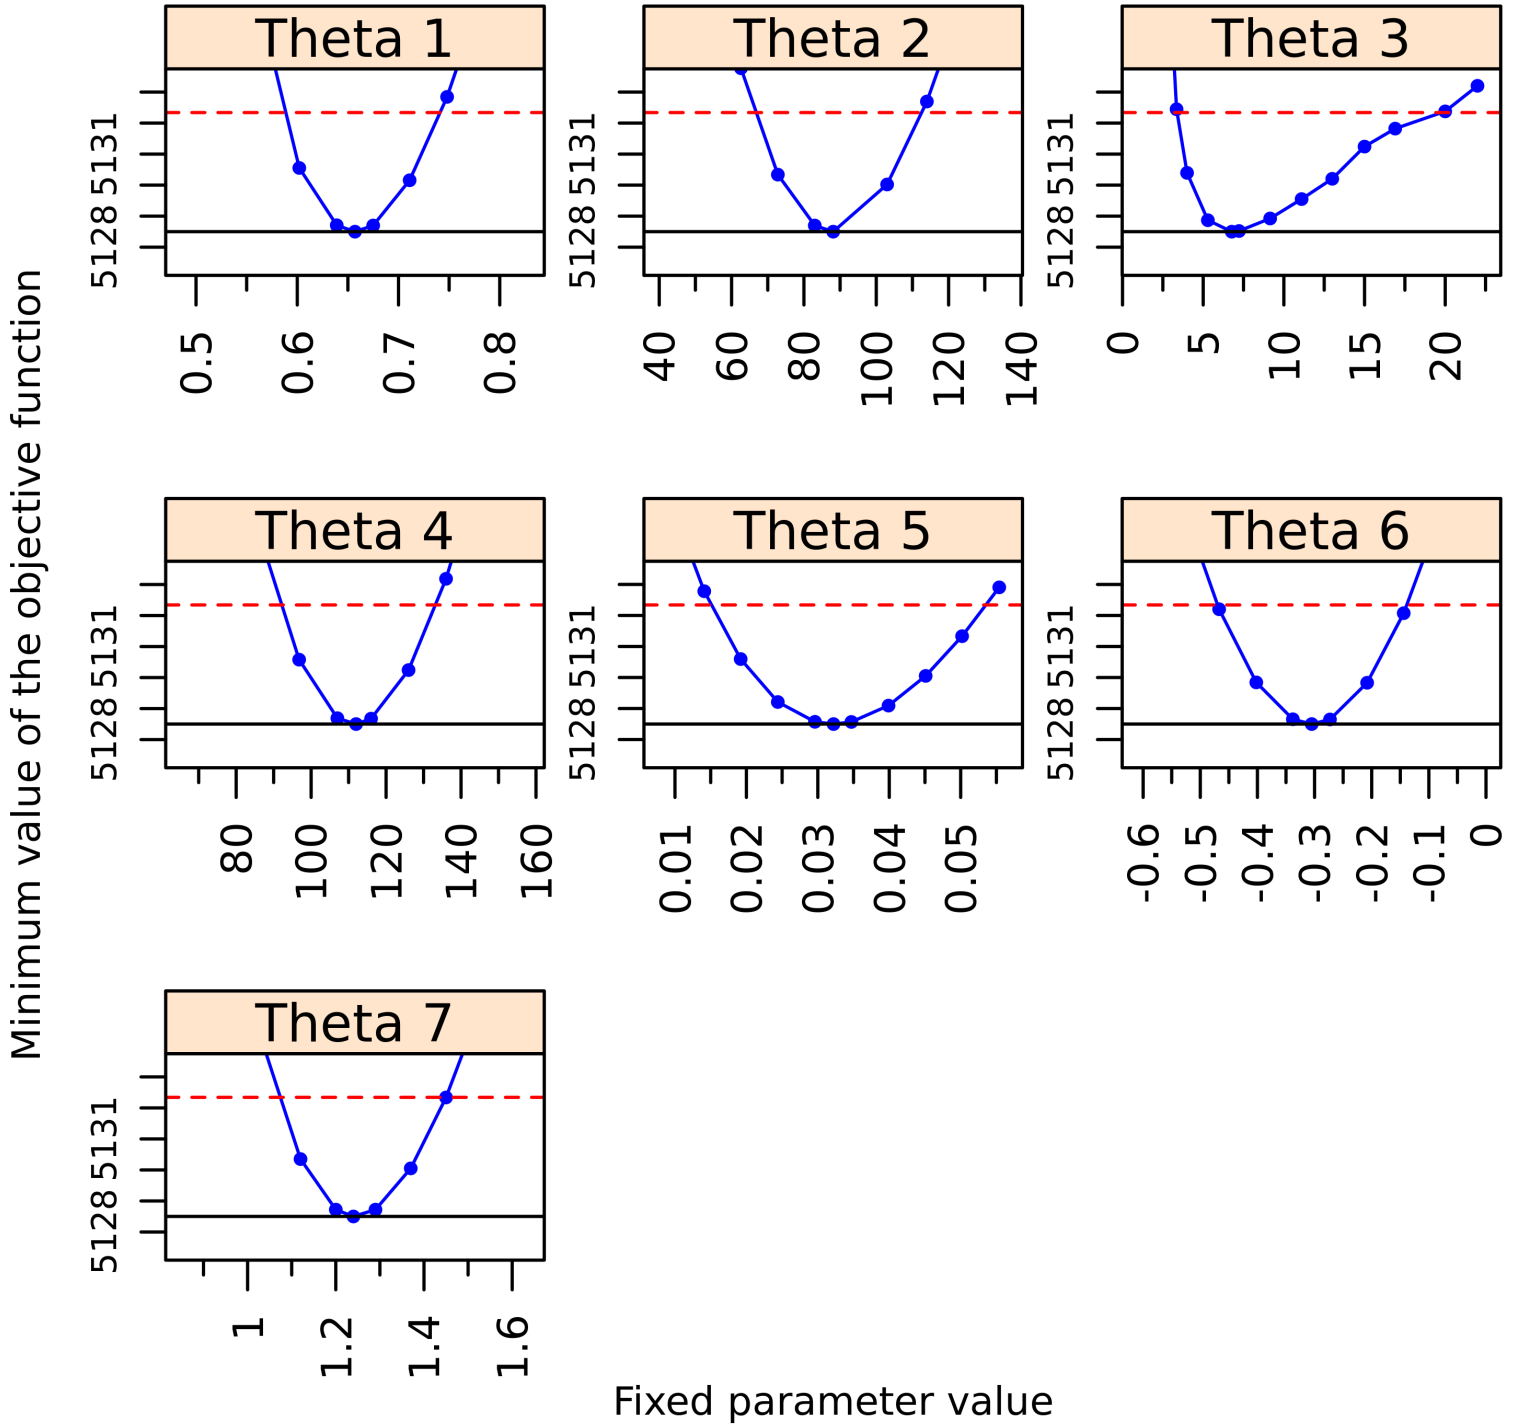 Minimum value of the objective function
Theta 1
5128 5131
0.5 0.6 0.7 0.8
Theta 2
5128 5131
40 60 80 100 120 140
Theta 3
5128 5131
0 5 10 15 20
Theta 4
5128 5131
80 100 120 140 160
Theta 5
5128 5131
0.01 0.02 0.03 0.04 0.05
Theta 6
5128 5131
-0.6 -0.5 -0.4 -0.3 -0.2 -0.1 0
Theta 7
5128 5131
1 1.2 1.4 1.6
Fixed parameter value